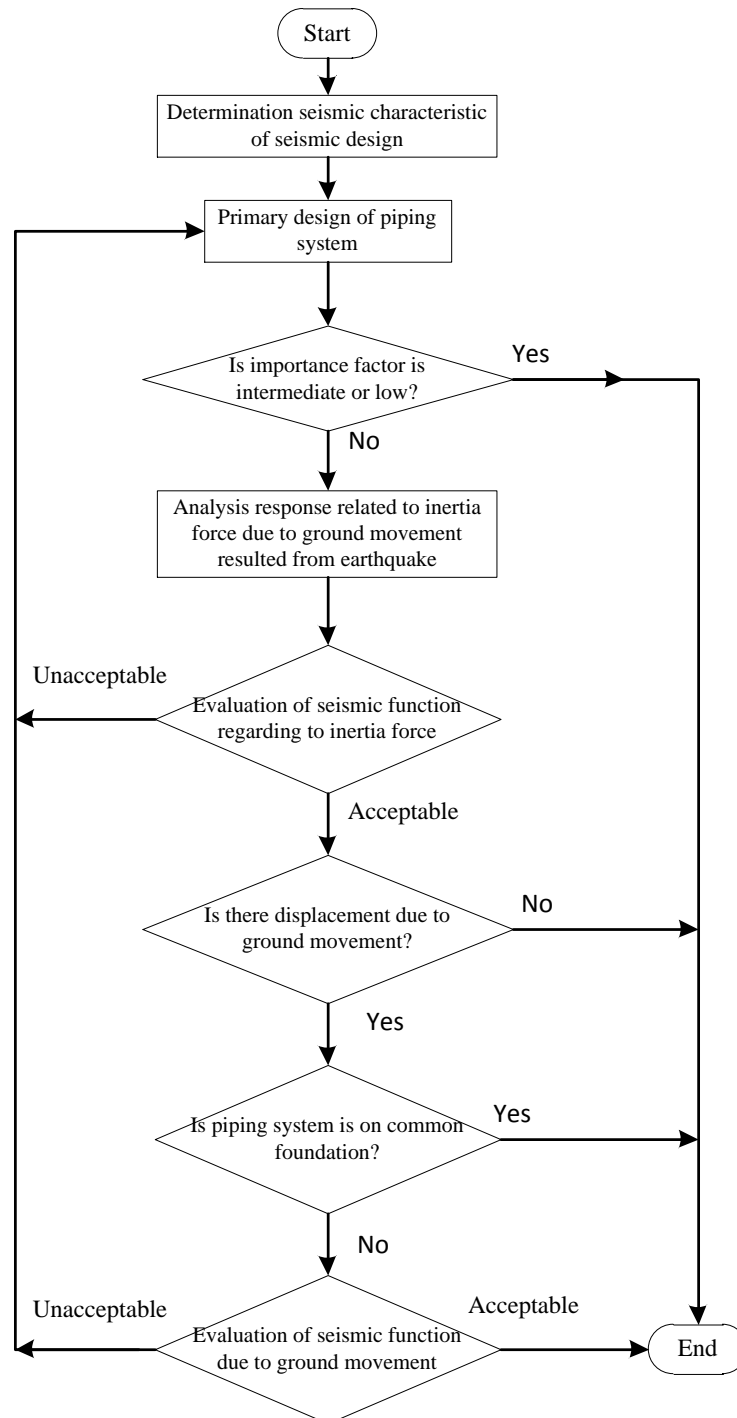 Start
Determination seismic characteristic
of seismic design
Primary design of piping
system
Is importance factor is
intermediate or low?
Yes
No
Analysis response related to inertia
force due to ground movement
resulted from earthquake
Unacceptable
Evaluation of seismic function
regarding to inertia force
Acceptable
Is there displacement due to
ground movement?
No
Yes
Is piping system is on common
foundation?
Yes
No
Unacceptable
Evaluation of seismic function
due to ground movement
Acceptable
End